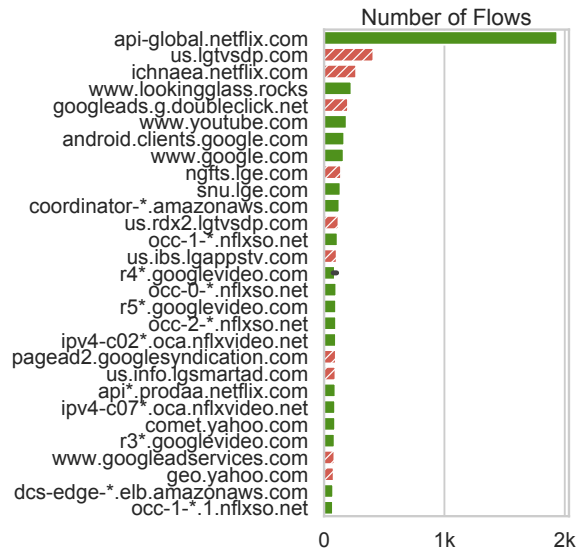 Number of Flows
api-global.netflix.com
us.lgtvsdp.com
ichnaea.netflix.com
www.lookingglass.rocks
googleads.g.doubleclick.net
www.youtube.com
android.clients.google.com
www.google.com
ngfts.lge.com
snu.lge.com
coordinator-*.amazonaws.com
us.rdx2.lgtvsdp.com
occ-1-*.nflxso.net
us.ibs.lgappstv.com
r4*.googlevideo.com
occ-0-*.nflxso.net
r5*.googlevideo.com
occ-2-*.nflxso.net
ipv4-c02*.oca.nflxvideo.net
pagead2.googlesyndication.com
us.info.lgsmartad.com
api*.prodaa.netflix.com
ipv4-c07*.oca.nflxvideo.net
comet.yahoo.com
r3*.googlevideo.com
www.googleadservices.com
geo.yahoo.com
dcs-edge-*.elb.amazonaws.com
occ-1-*.1.nflxso.net
0 1k 2k